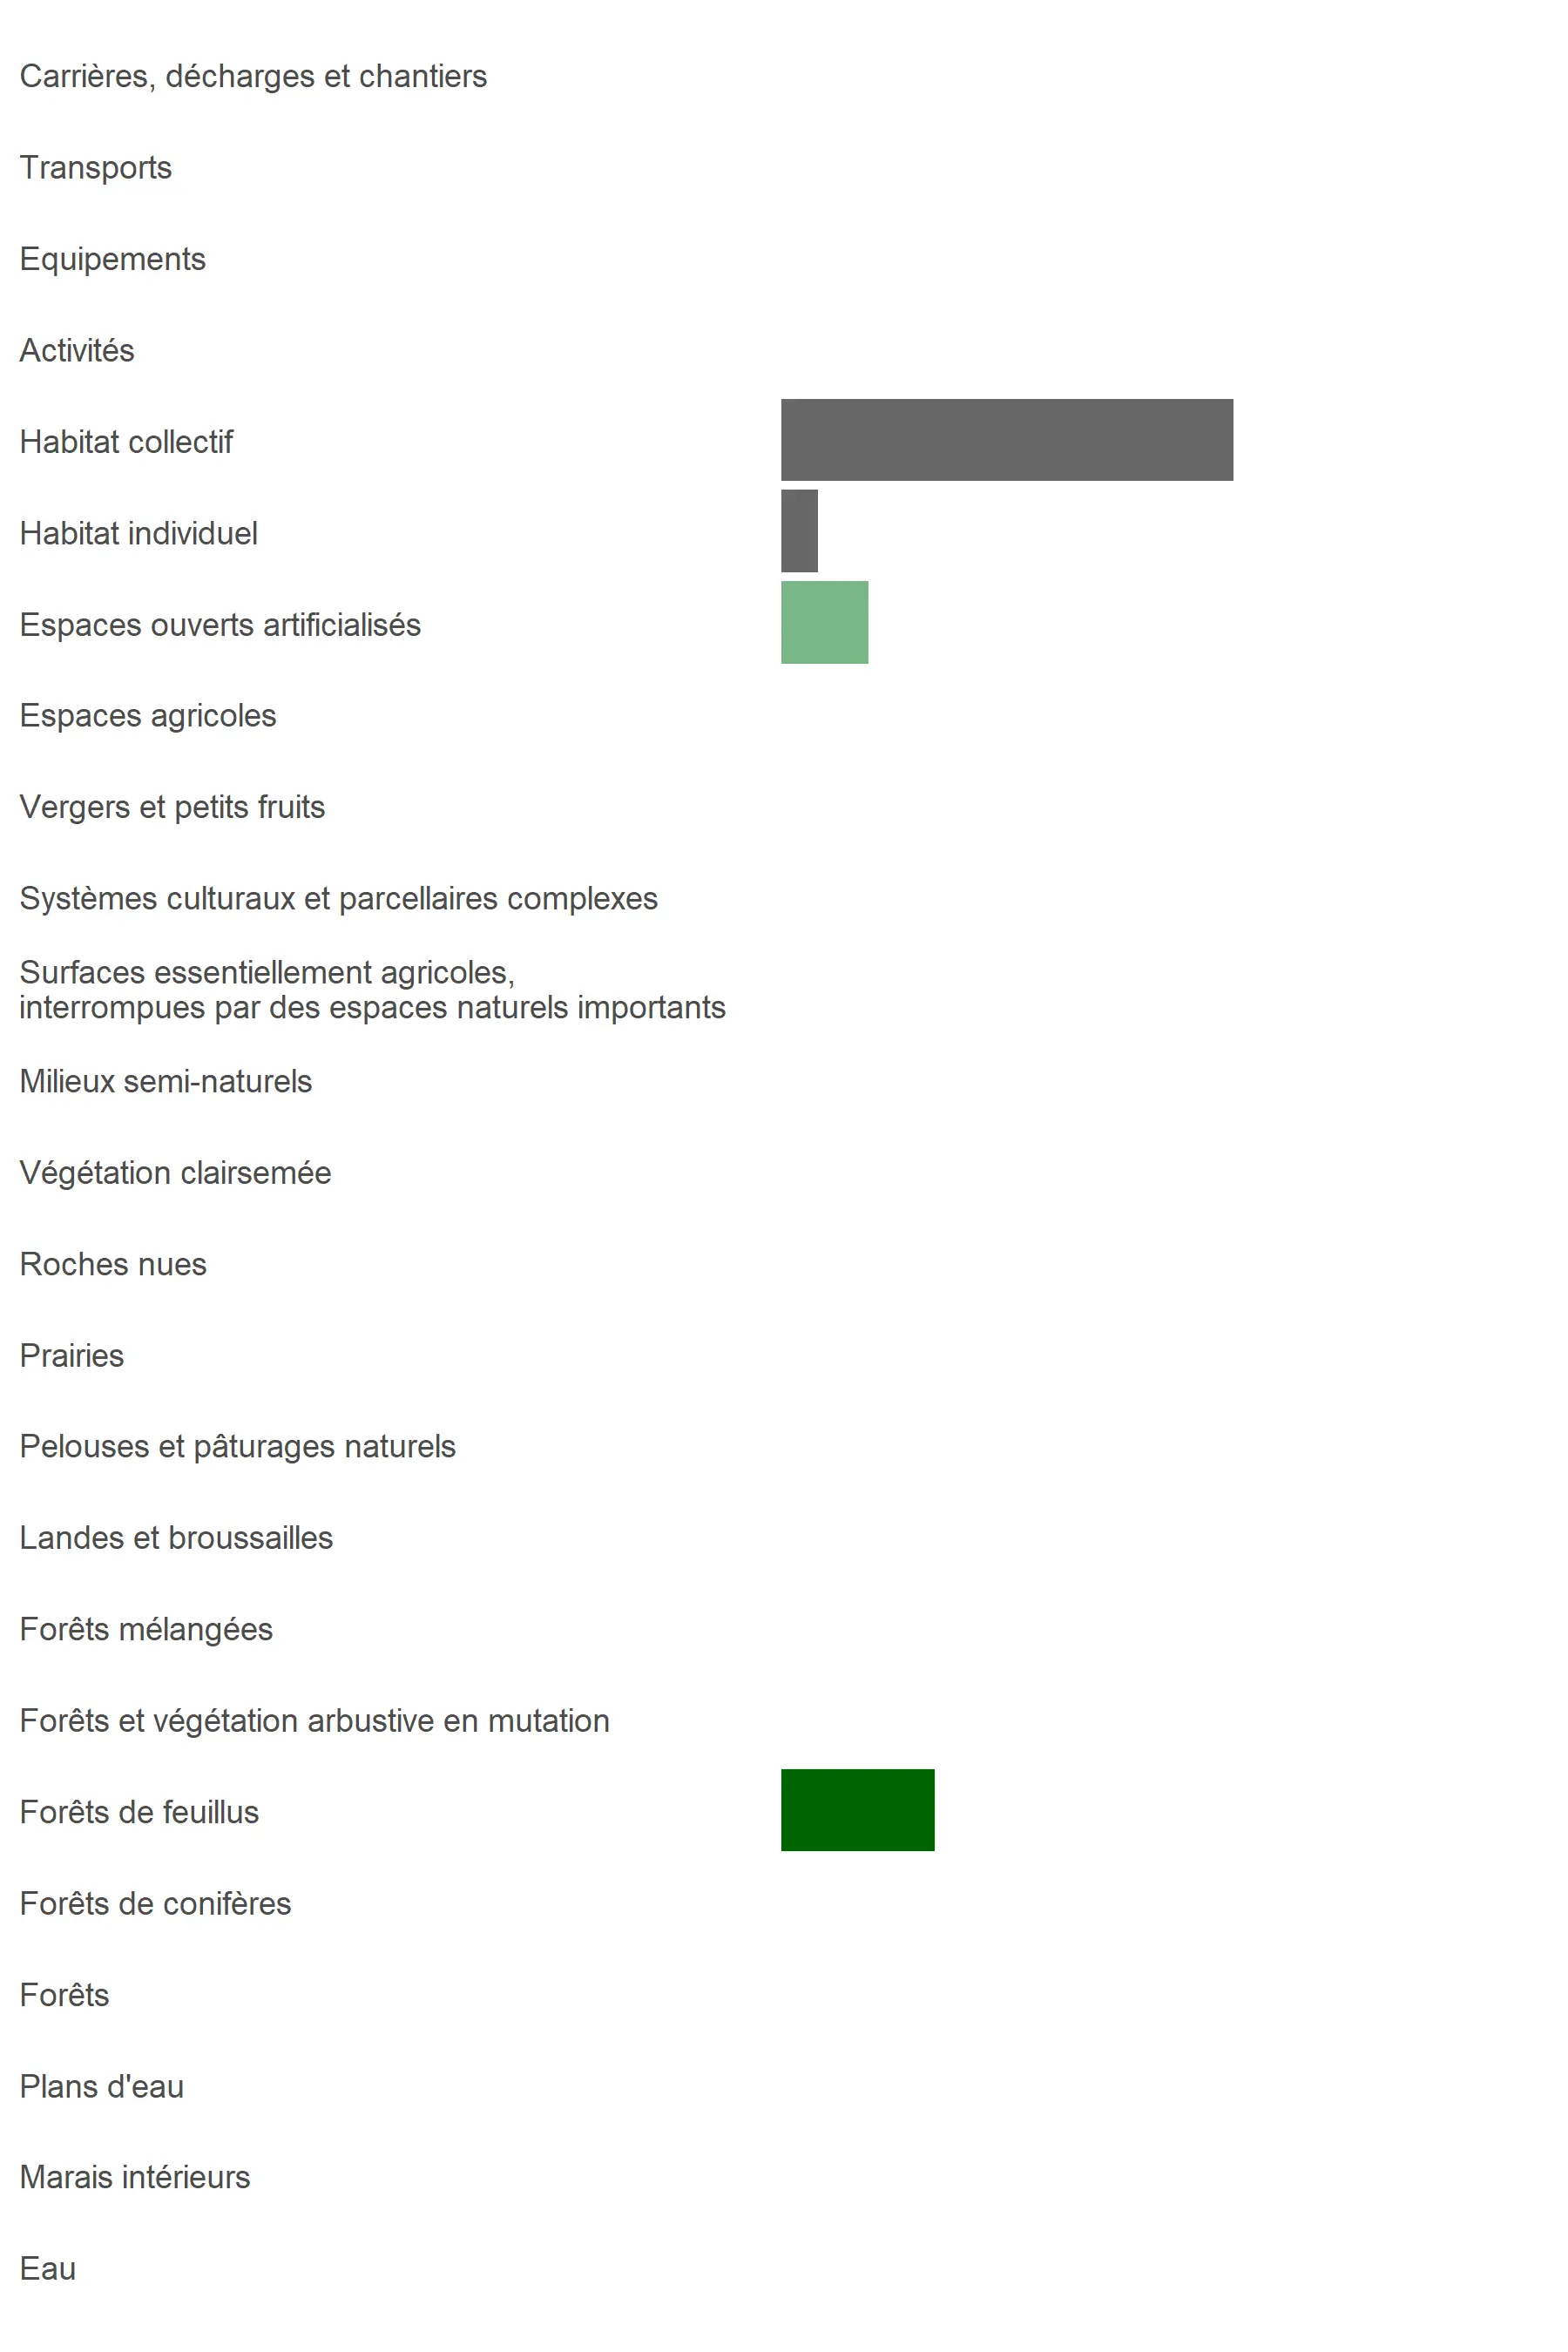 Carrières, décharges et chantiers
Transports
Equipements
Activités
Habitat collectif
Habitat individuel
Espaces ouverts artificialisés
Espaces agricoles
Vergers et petits fruits
Systèmes culturaux et parcellaires complexes
Surfaces essentiellement agricoles,
interrompues par des espaces naturels importants
Milieux semi-naturels
Végétation clairsemée
Roches nues
Prairies
Pelouses et pâturages naturels
Landes et broussailles
Forêts mélangées
Forêts et végétation arbustive en mutation
Forêts de feuillus
Forêts de conifères
Forêts
Plans d'eau
Marais intérieurs
Eau